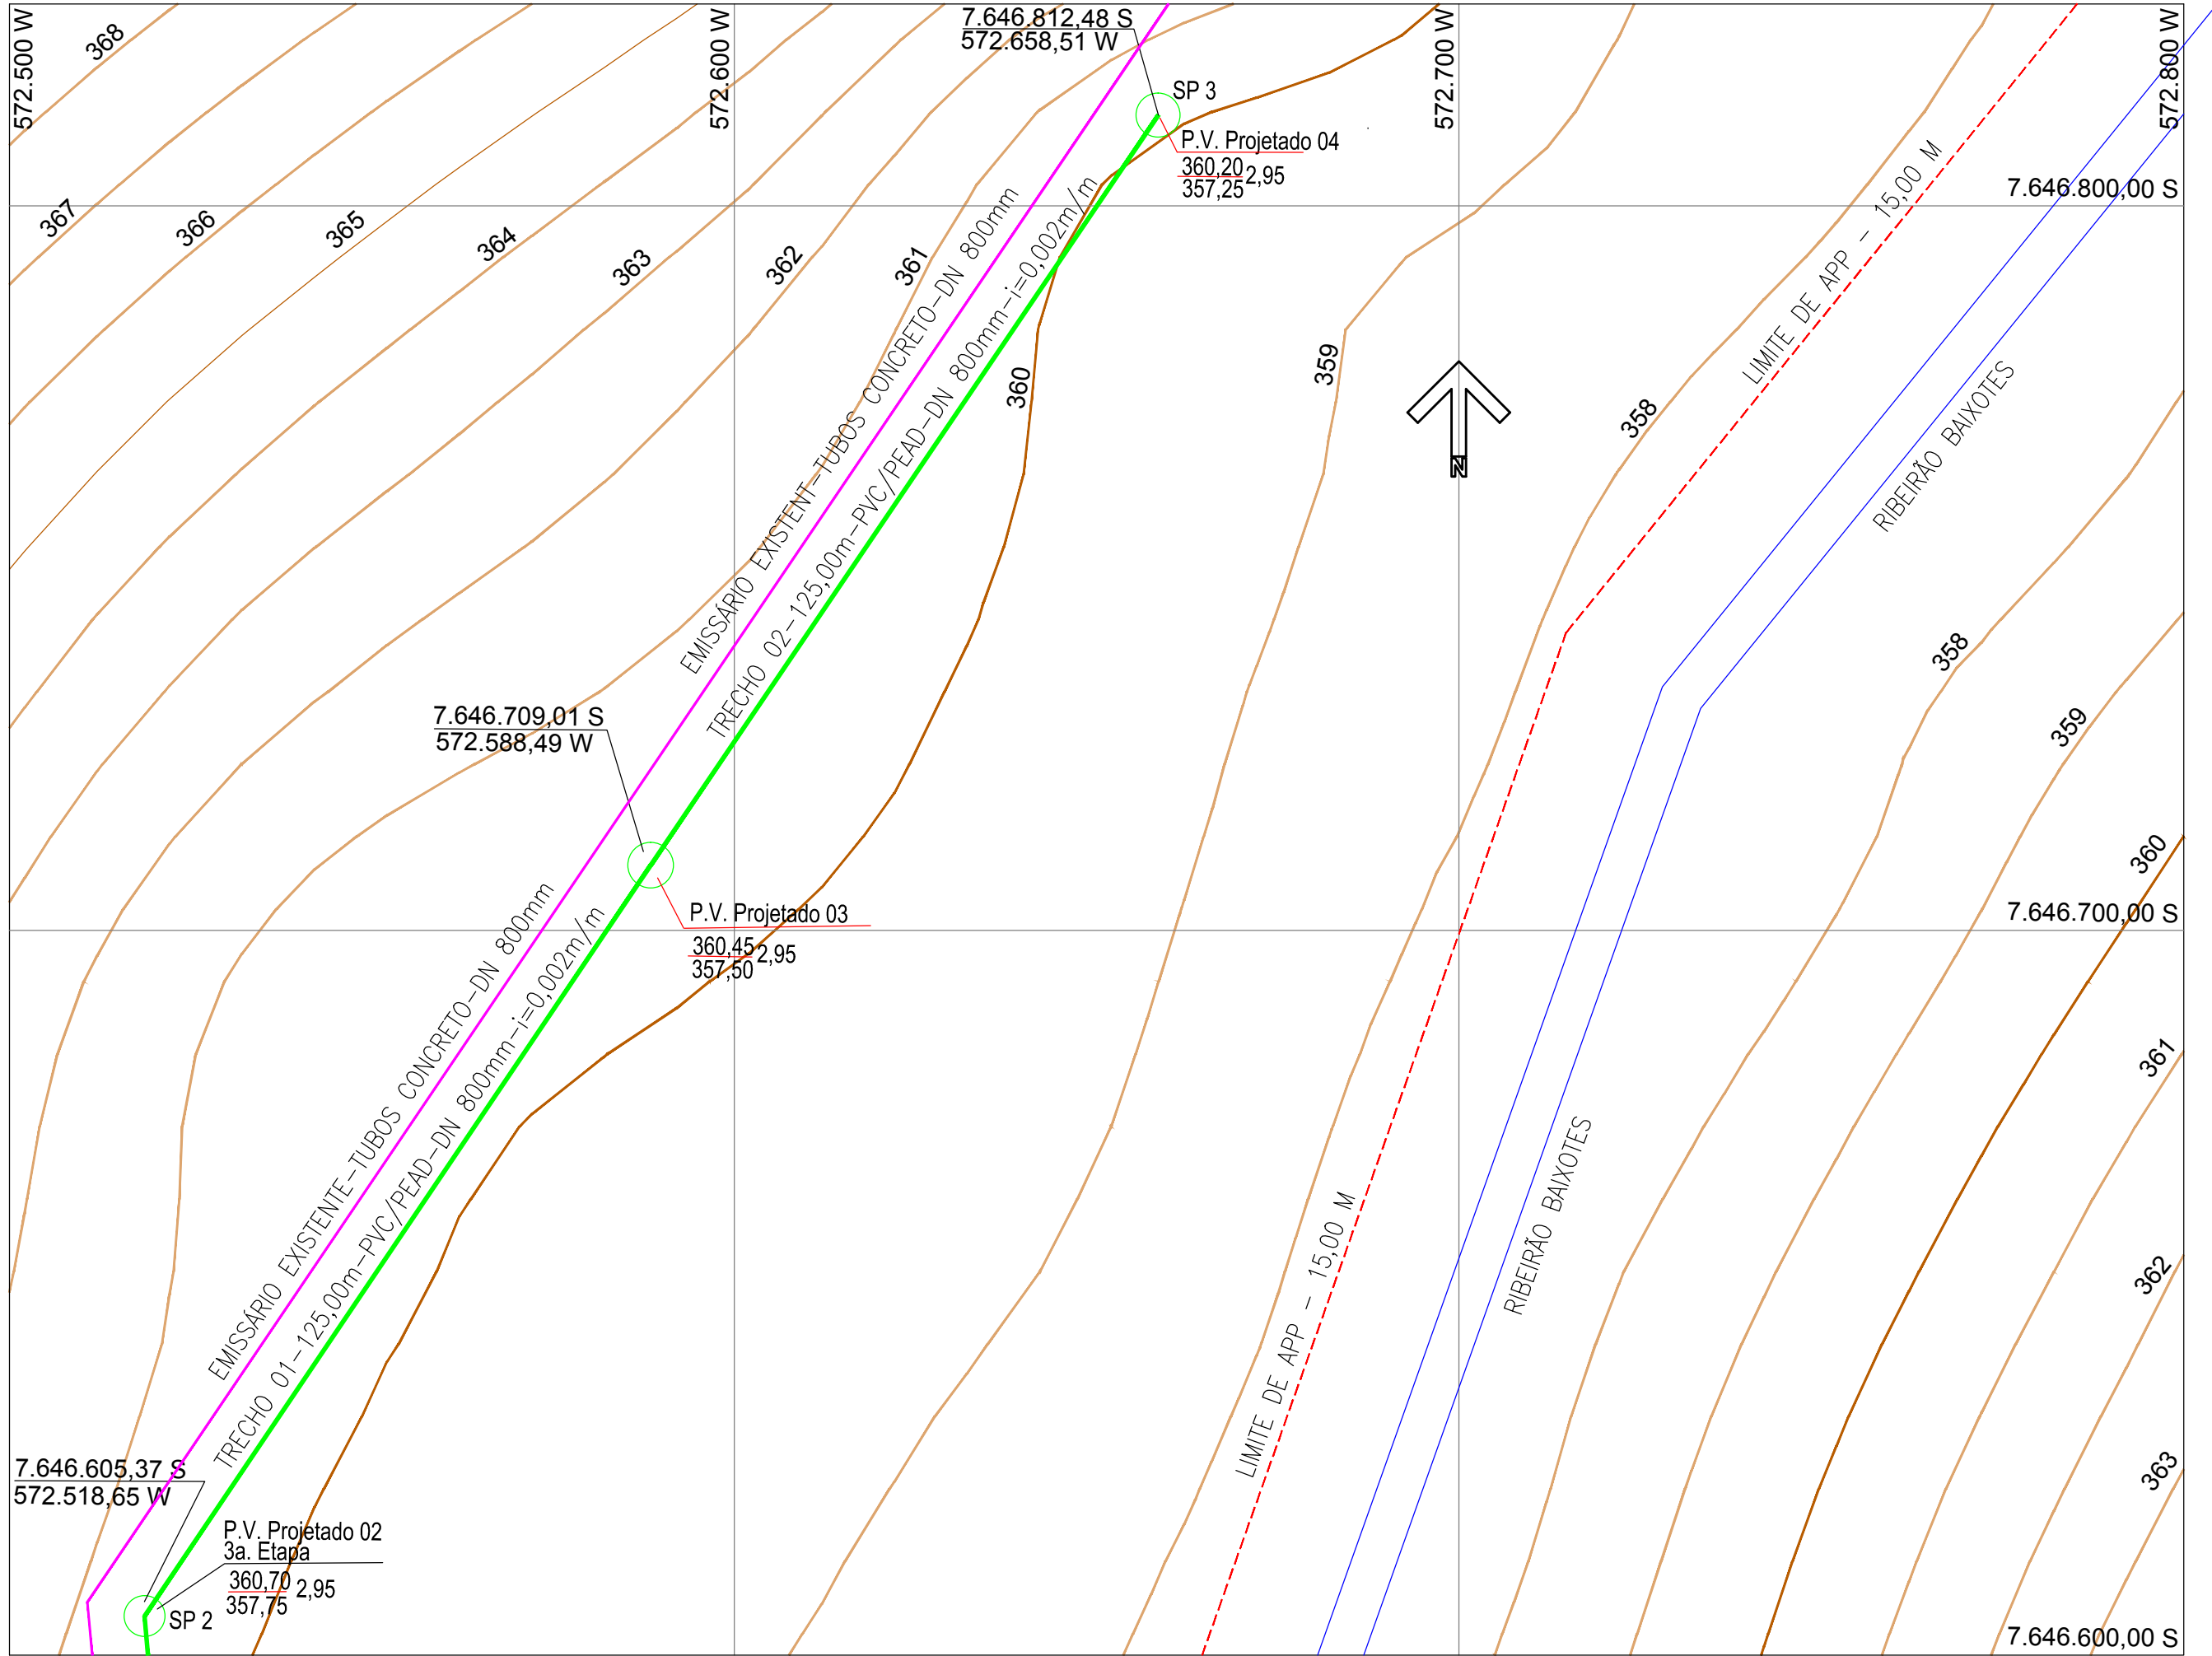 572.500 W
572.600 W
572.700 W
572.800 W
7.646.812,48 S
572.658,51 W
368
SP 3
P.V. Projetado 04
360,20
357,25
2,95
7.646.800,00 S
367
366
365
364
363
362
361
360
359
358
LIMITE DE APP - 15,00 M
RIBEIRÃO BAIXOTES
EMISSÁRIO EXISTENT-TUBOS CONCRETO-DN 800mm
TRECHO 02-125,00m-PVC/PEAD-DN 800mm-i=0,002m/m
N
358
359
360
7.646.709,01 S
572.588,49 W
P.V. Projetado 03
360,45
357,50
2,95
7.646.700,00 S
361
362
363
EMISSÁRIO EXISTENTE-TUBOS CONCRETO-DN 800mm
TRECHO 01-125,00m-PVC/PEAD-DN 800mm-i=0,002m/m
LIMITE DE APP - 15,00 M
RIBEIRÃO BAIXOTES
7.646.605,37 S
572.518,65 W
P.V. Projetado 02
3a. Etapa
360,70
357,75
2,95
SP 2
7.646.600,00 S